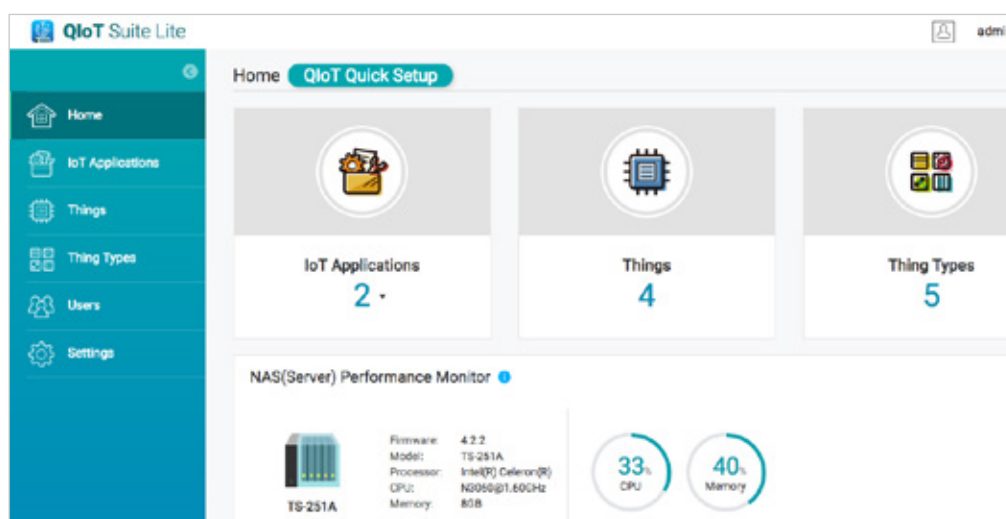 QIoT Suite Lite
admi
Home QIoT Quick Setup
Home
IoT Applications
Things
Thing Types
Users
Settings
IoT Applications
2
Things
4
Thing Types
5
NAS(Server) Performance Monitor
Firmware: 4.2.2
Model: TS-251A
Processor: Intel(R) Celeron(R)
CPU: N3060@1.60GHz
Memory: 8GB
TS-251A
33%
CPU
40%
Memory